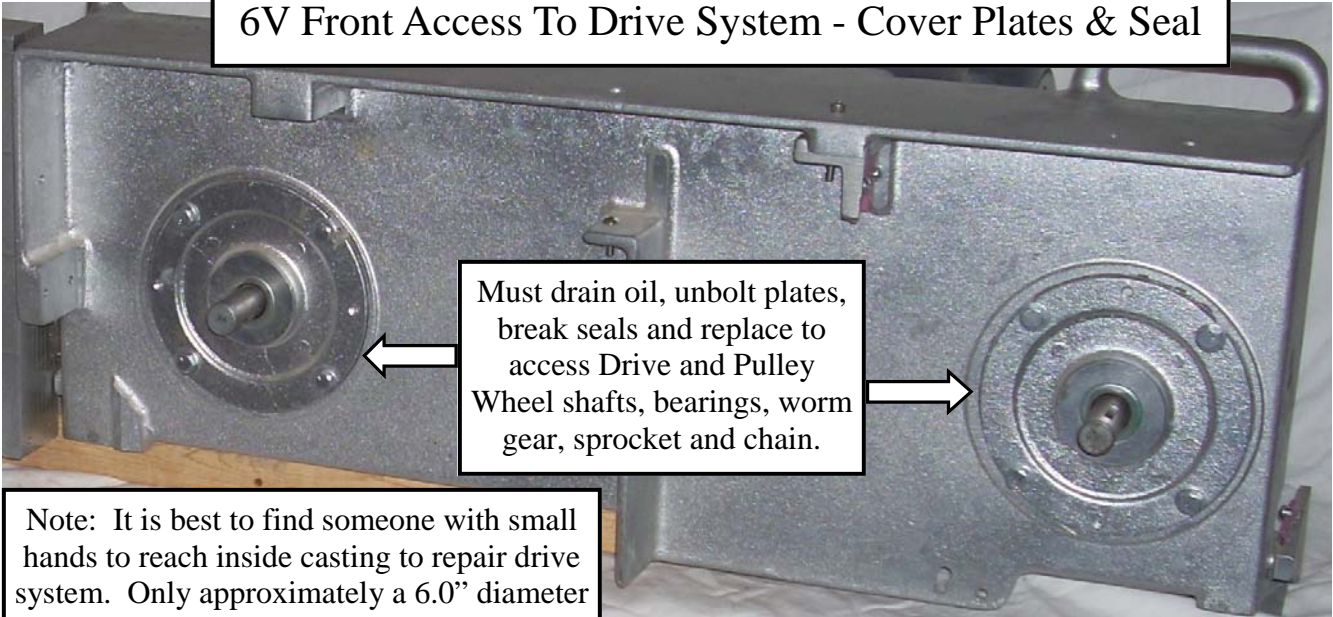 6V Front Access To Drive System - Cover Plates & Seal
Must drain oil, unbolt plates,
break seals and replace to
access Drive and Pulley
Wheel shafts, bearings, worm
gear, sprocket and chain.
Note:  It is best to find someone with small
hands to reach inside casting to repair drive
system.  Only approximately a 6.0” diameter